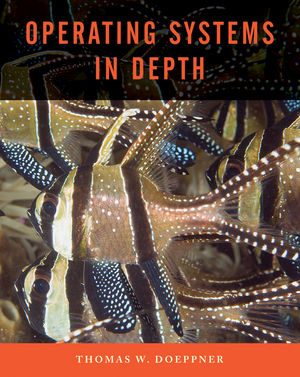 OPERATING SYSTEMS
IN DEPTH
THOMAS W. DOEPPNER